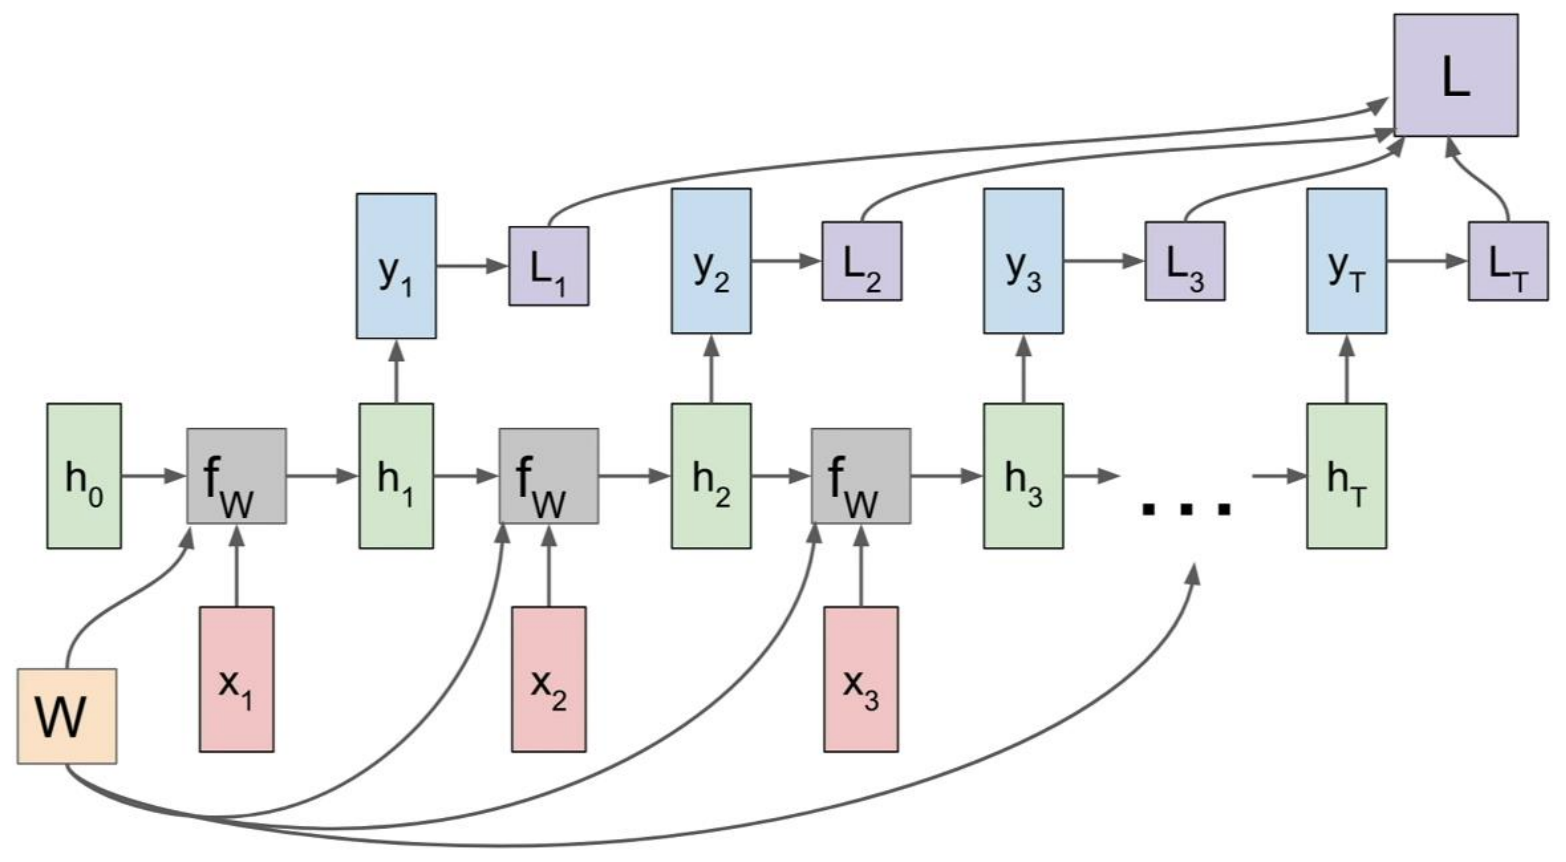 L
y1 L1 y2 L2 y3 L3 yT LT
h0 fW h1 fW h2 fW h3 ... hT
W x1 x2 x3